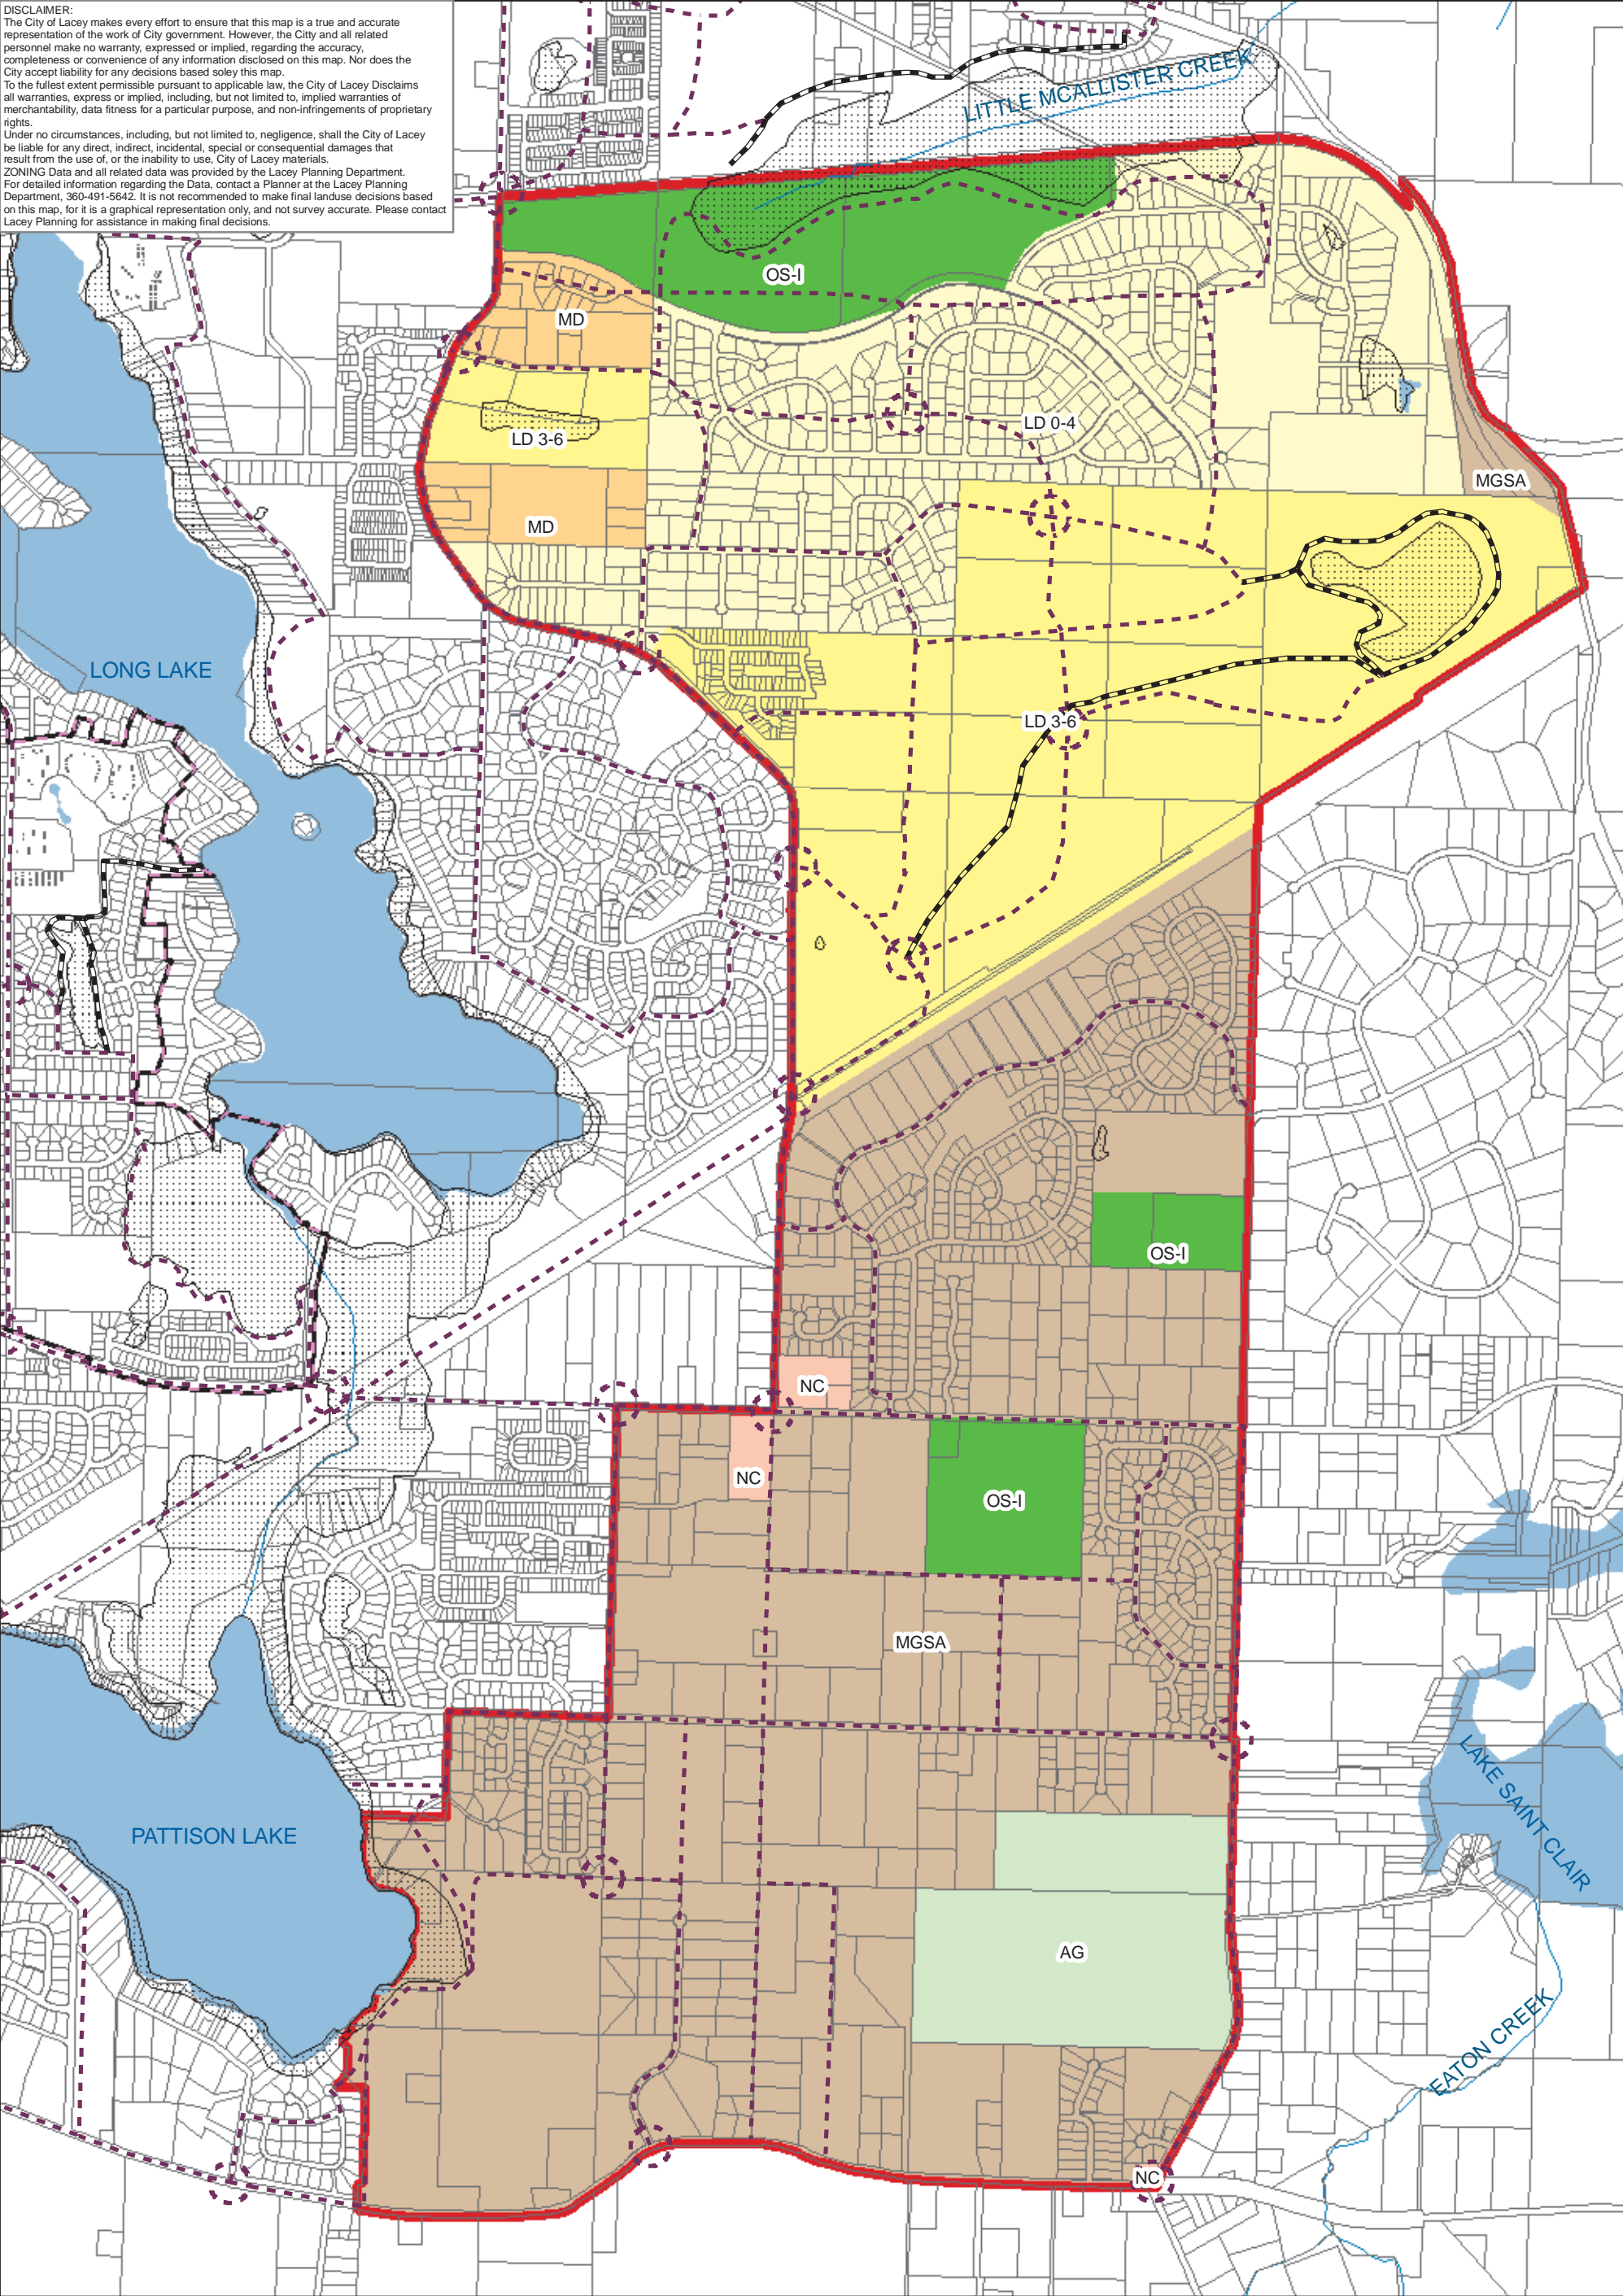 DISCLAIMER:
The City of Lacey makes every effort to ensure that this map is a true and accurate
representation of the work of City government. However, the Citty and all related
personnel make no warranty, expressed or implied, regarding the accuracy,
completeness or convenience of any information disclosed on this map. Nor does the
City accept liability for any decisions based soley this map.
To the fullest extent permissible pursuant to applicable law, the City of Lacey Disclaims
all warranties, express or implied, including, but not limited to, implied warranties of
merchantability, data fitness for a particular purpose, and non-infringements of proprietary
rights.
Under no circumstances, including, but not limited to, negligence, shall the City of Lacey
be liable for any direct, indirect, incidental, special or consequential damages that
result from the use of, or the inability to use, City of Lacey materials.
ZONING Data and all related data was provided by the Lacey Planning Department.
For detailed information regarding the Data, contact a Planner at the Lacey Planning
Department, 360-491-5642. It is not recommended to make final landuse decisions based
on this map, for it is a graphical representation only, and not survey accurate. Please contact
Lacey Planning for assistance in making final decisions.
LITTLE MCALLISTER CREEK
OS-I
MD
LD 0-4
LD 3-6
MGSA
MD
LONG LAKE
LD 3-6
OS-I
NC
NC
OS-I
MGSA
LAKE SAINT CLAIR
PATTISON LAKE
AG
EATON CREEK
NC